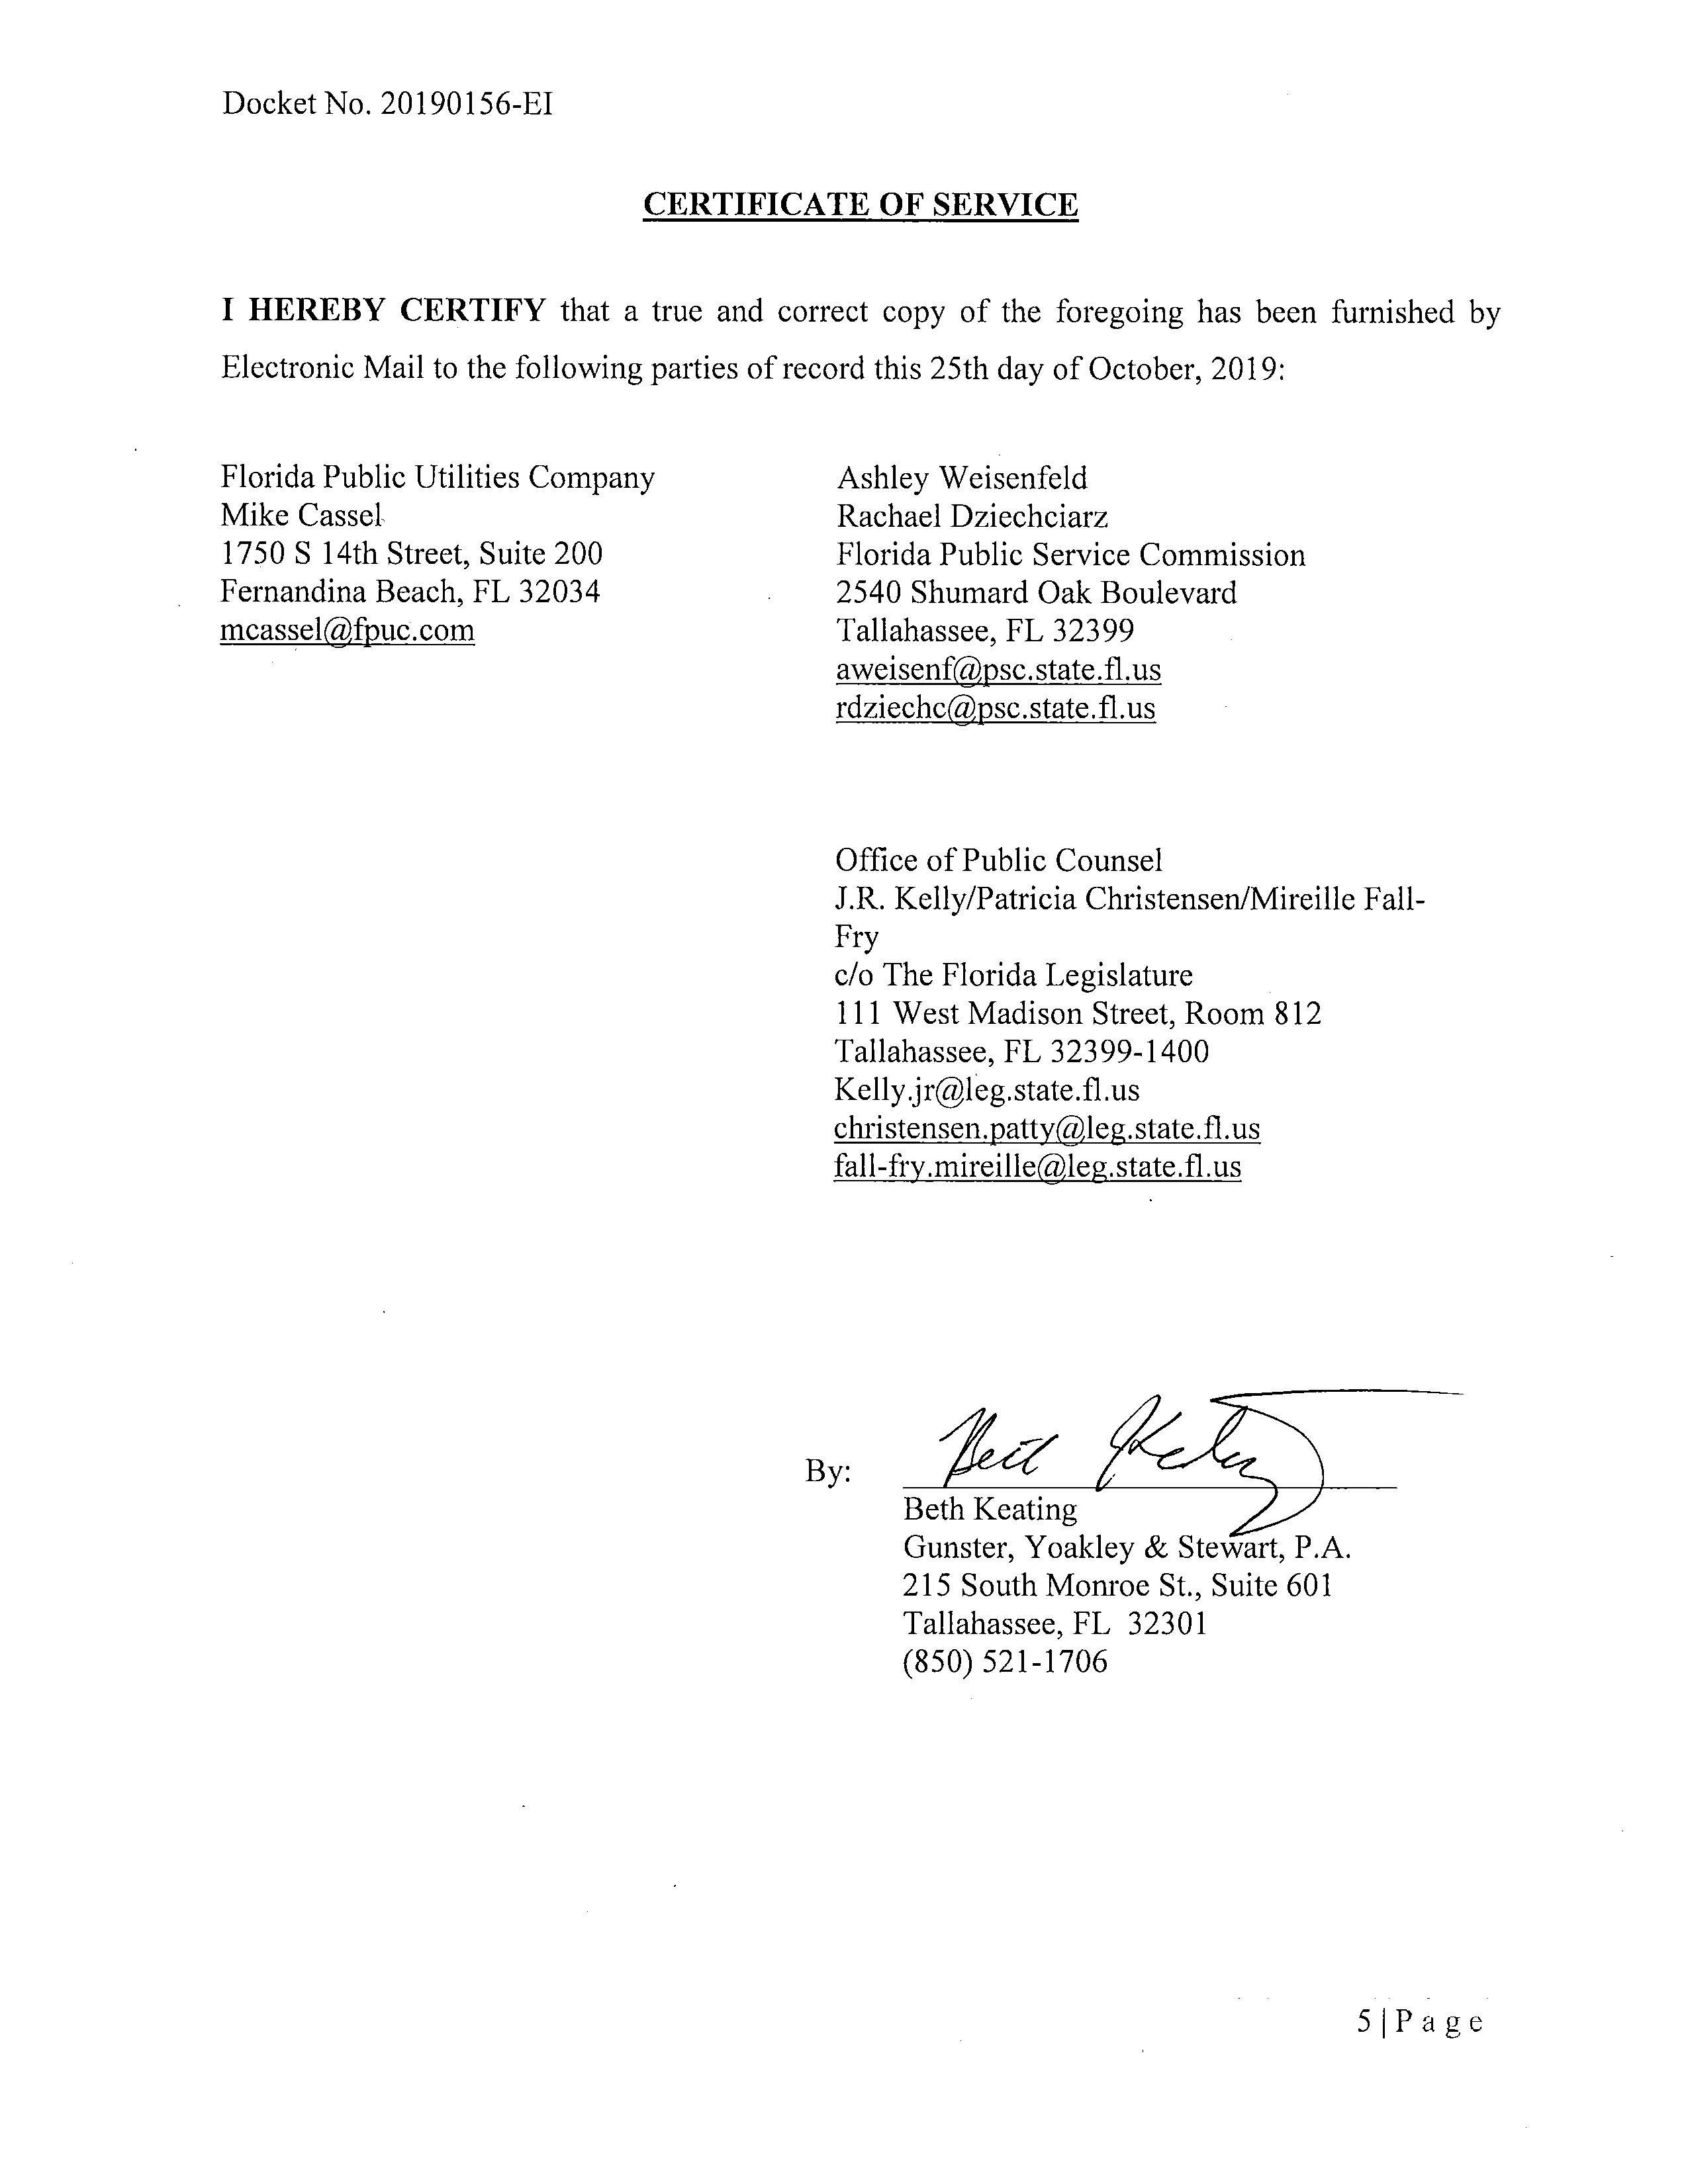 Docket No. 20190156-EI
CERTIFICATE OF SERVICE
I HEREBY CERTIFY that a true and correct copy of the foregoing has been furnished by
Electronic Mail to the following parties of record this 25th day of October, 2019:
Florida Public Utilities Company
Mike Cassel
1750 S 14th Street, Suite 200
Fernandina Beach, FL 32034
mcassel@fpuc.com
Ashley Weisenfeld
Rachael Dziechciarz
Florida Public Service Commission
2540 Shumard Oak Boulevard
Tallahassee, FL 32399
aweisenf@psc.state.fl.us
rdziechc@psc.state.fl.us
Office of Public Counsel
J.R. Kelly/Patricia Christensen/Mireille Fall-
Fry
c/o The Florida Legislature
111 West Madison Street, Room 812
Tallahassee, FL 32399-1400
Kelly.jr@leg.state.fl.us
christensen.patty@leg.state.fl.us
fall-fry.mireille@leg.state.fl.us
By:
Beth Keating
Gunster, Yoakley & Stewart, P.A.
215 South Monroe St., Suite 601
Tallahassee, FL 32301
(850) 521-1706
5 | P a g e